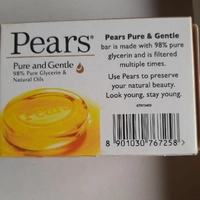 Pears®
Pure and Gentle
98% Pure Glycerin &
Natural Oils
Pears
Pears Pure & Gentle
bar is made with 98% pure
glycerin and is filtered
multiple times.
Use Pears to preserve
your natural beauty.
Look young, stay young.
8 901030 767258 >